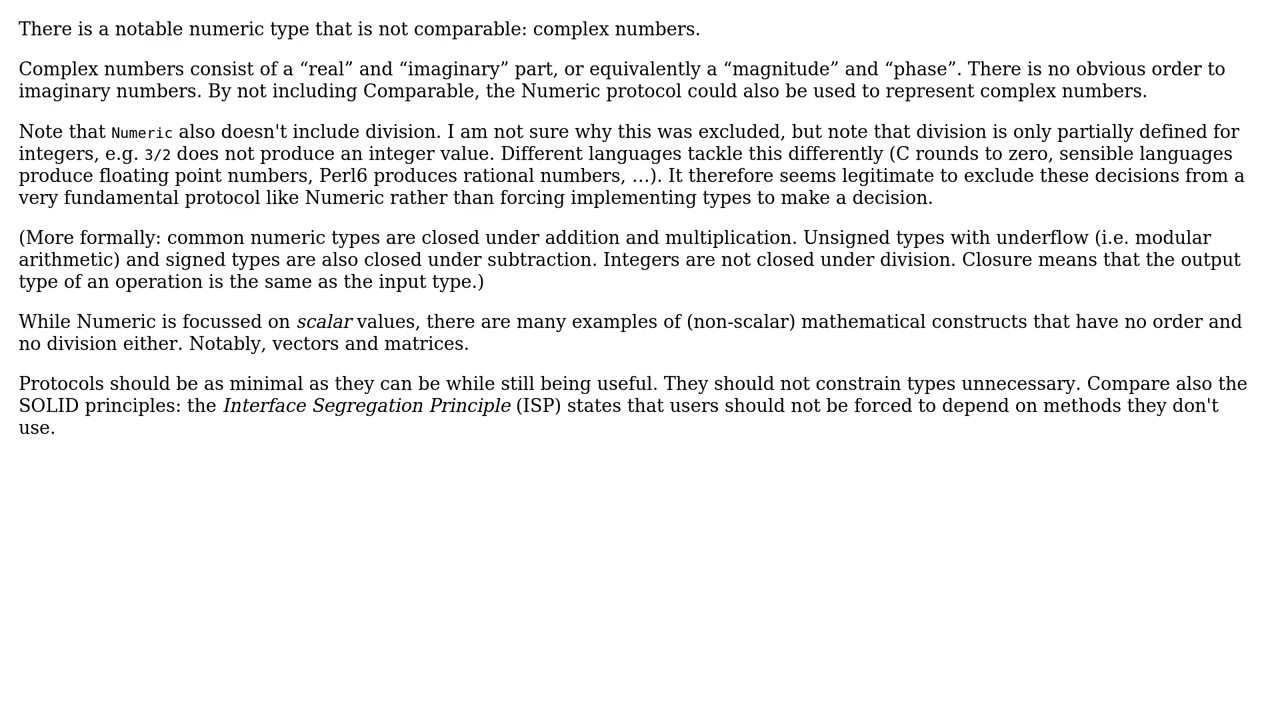 There is a notable numeric type that is not comparable: complex numbers.
Complex numbers consist of a “real” and “imaginary” part, or equivalently a “magnitude” and “phase”. There is no obvious order to
imaginary numbers. By not including Comparable, the Numeric protocol could also be used to represent complex numbers.
Note that Numeric also doesn't include division. I am not sure why this was excluded, but note that division is only partially defined for
integers, e.g. 3/2 does not produce an integer value. Different languages tackle this differently (C rounds to zero, sensible languages
produce floating point numbers, Perl6 produces rational numbers, …). It therefore seems legitimate to exclude these decisions from a
very fundamental protocol like Numeric rather than forcing implementing types to make a decision.
(More formally: common numeric types are closed under addition and multiplication. Unsigned types with underflow (i.e. modular
arithmetic) and signed types are also closed under subtraction. Integers are not closed under division. Closure means that the output
type of an operation is the same as the input type.)
While Numeric is focussed on scalar values, there are many examples of (non-scalar) mathematical constructs that have no order and
no division either. Notably, vectors and matrices.
Protocols should be as minimal as they can be while still being useful. They should not constrain types unnecessary. Compare also the
SOLID principles: the Interface Segregation Principle (ISP) states that users should not be forced to depend on methods they don't
use.